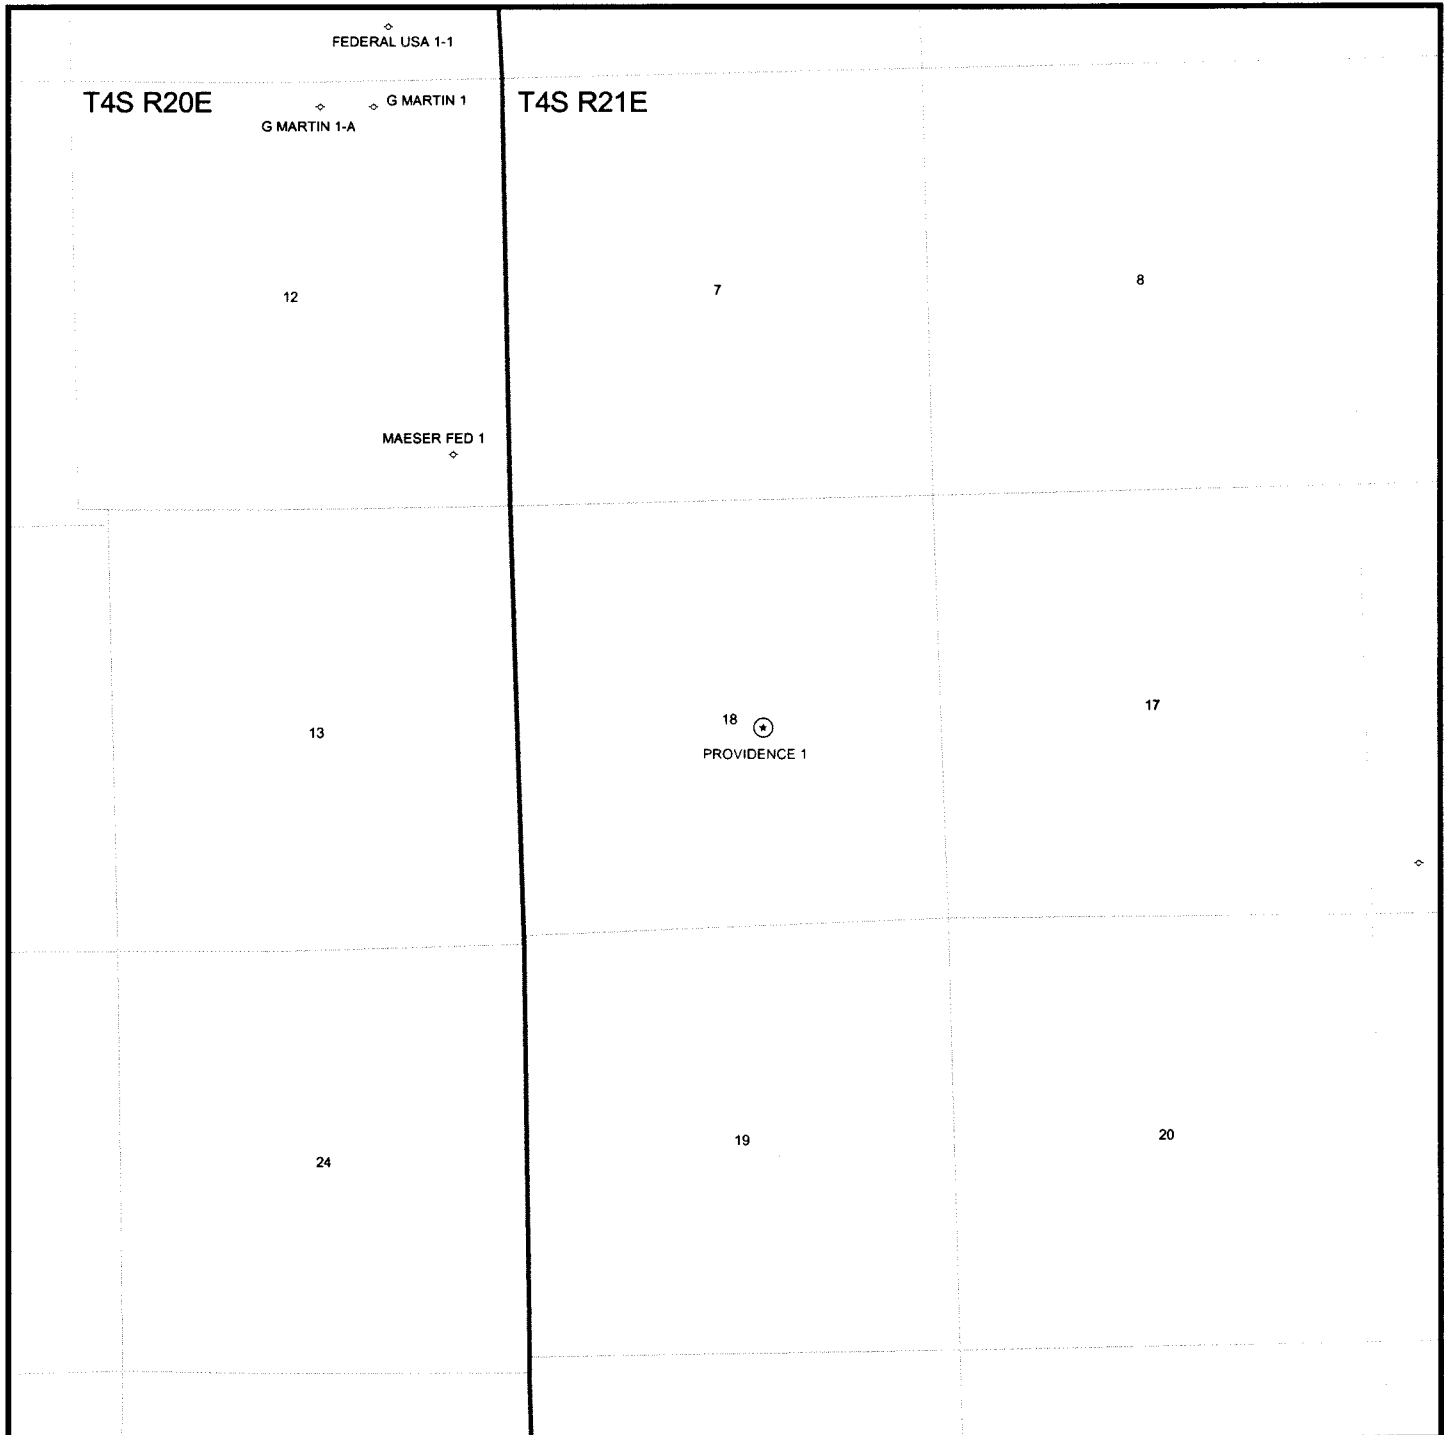 FEDERAL USA 1-1
T4S R20E
G MARTIN 1
T4S R21E
G MARTIN 1-A
12
7
8
MAESER FED 1
13
18
17
PROVIDENCE 1
24
19
20